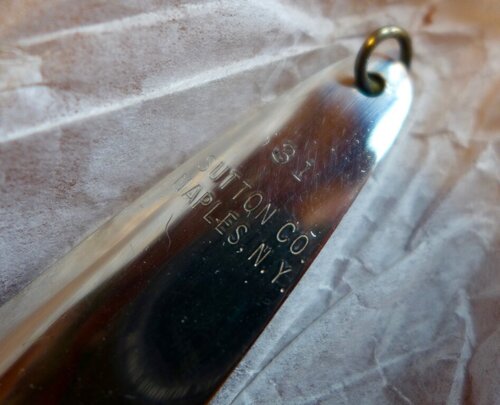 31
SUTTON CO.
NAPLES, N.Y.